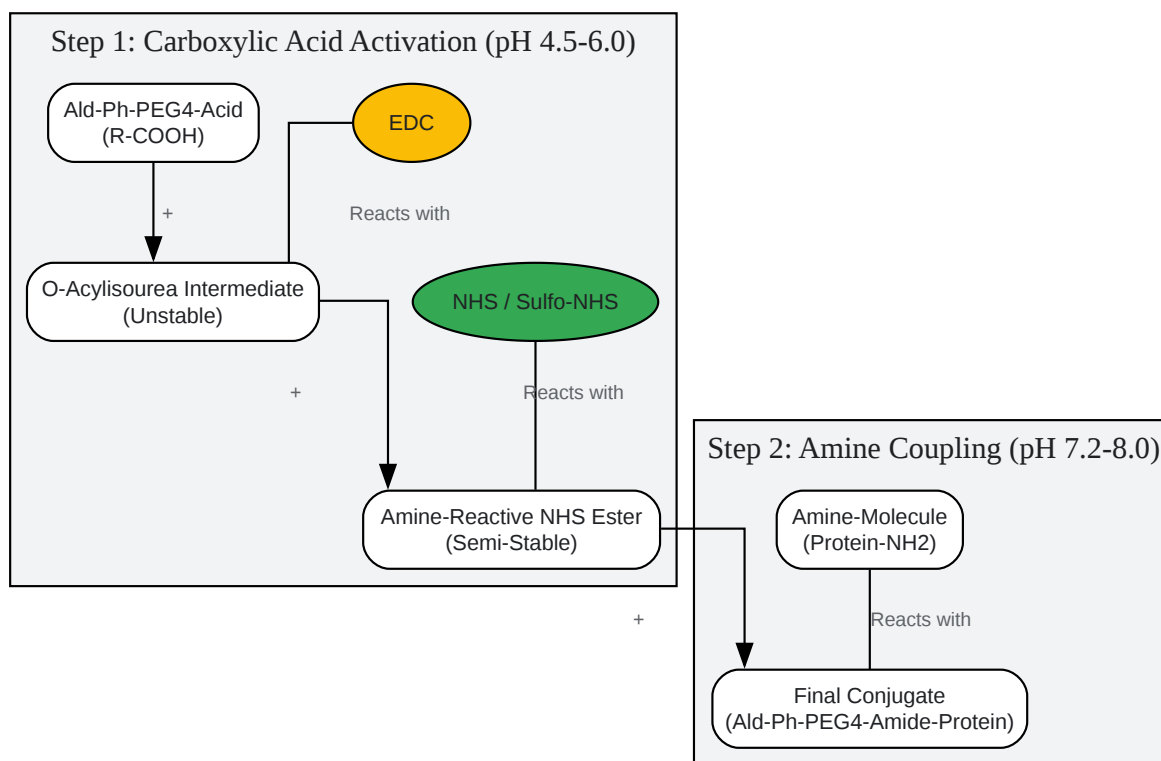 Step 1: Carboxylic Acid Activation (pH 4.5-6.0)
Ald-Ph-PEG4-Acid
(R-COOH)
EDC
+
Reacts with
O-Acylisourea Intermediate
(Unstable)
NHS / Sulfo-NHS
+
Reacts with
Amine-Reactive NHS Ester
(Semi-Stable)
+
Step 2: Amine Coupling (pH 7.2-8.0)
Amine-Molecule
(Protein-NH2)
Reacts with
Final Conjugate
(Ald-Ph-PEG4-Amide-Protein)